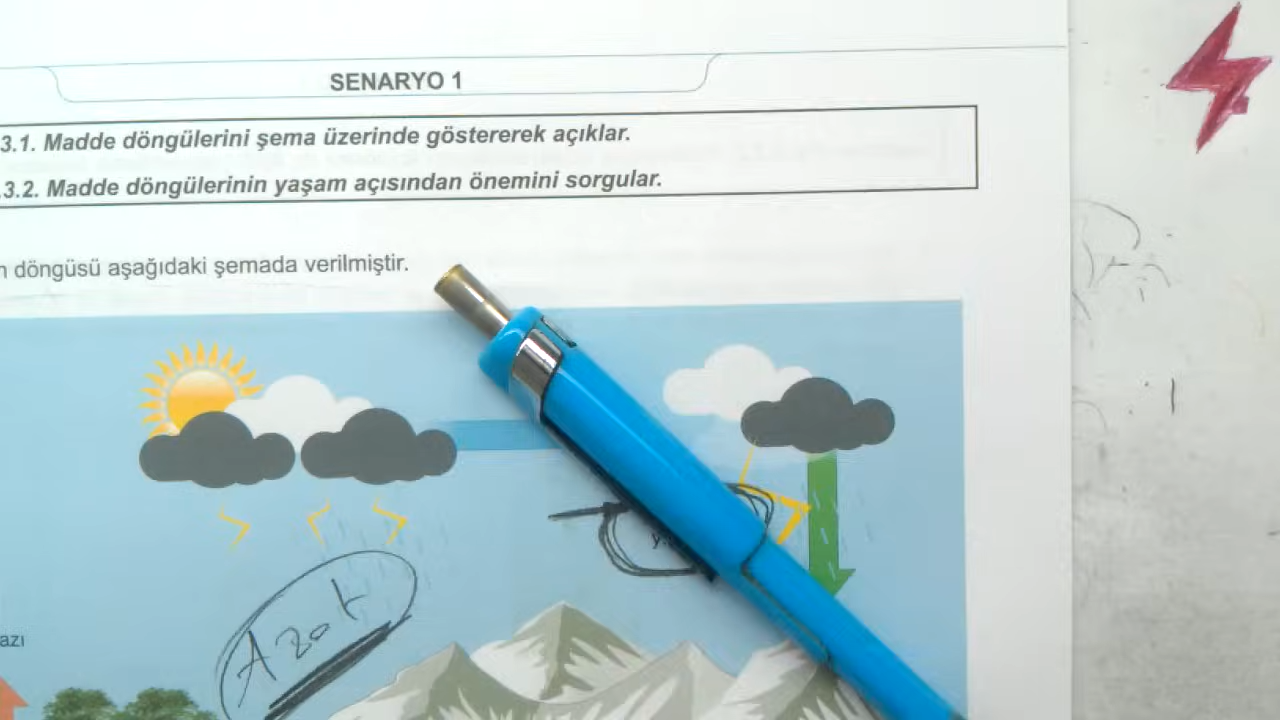 SENARYO 1
3.1. Madde döngülerini şema üzerinde göstererek açıklar.
.3.2. Madde döngülerinin yaşam açısından önemini sorgular.
n döngüsü aşağıdaki şemada verilmiştir.
Azot
azı